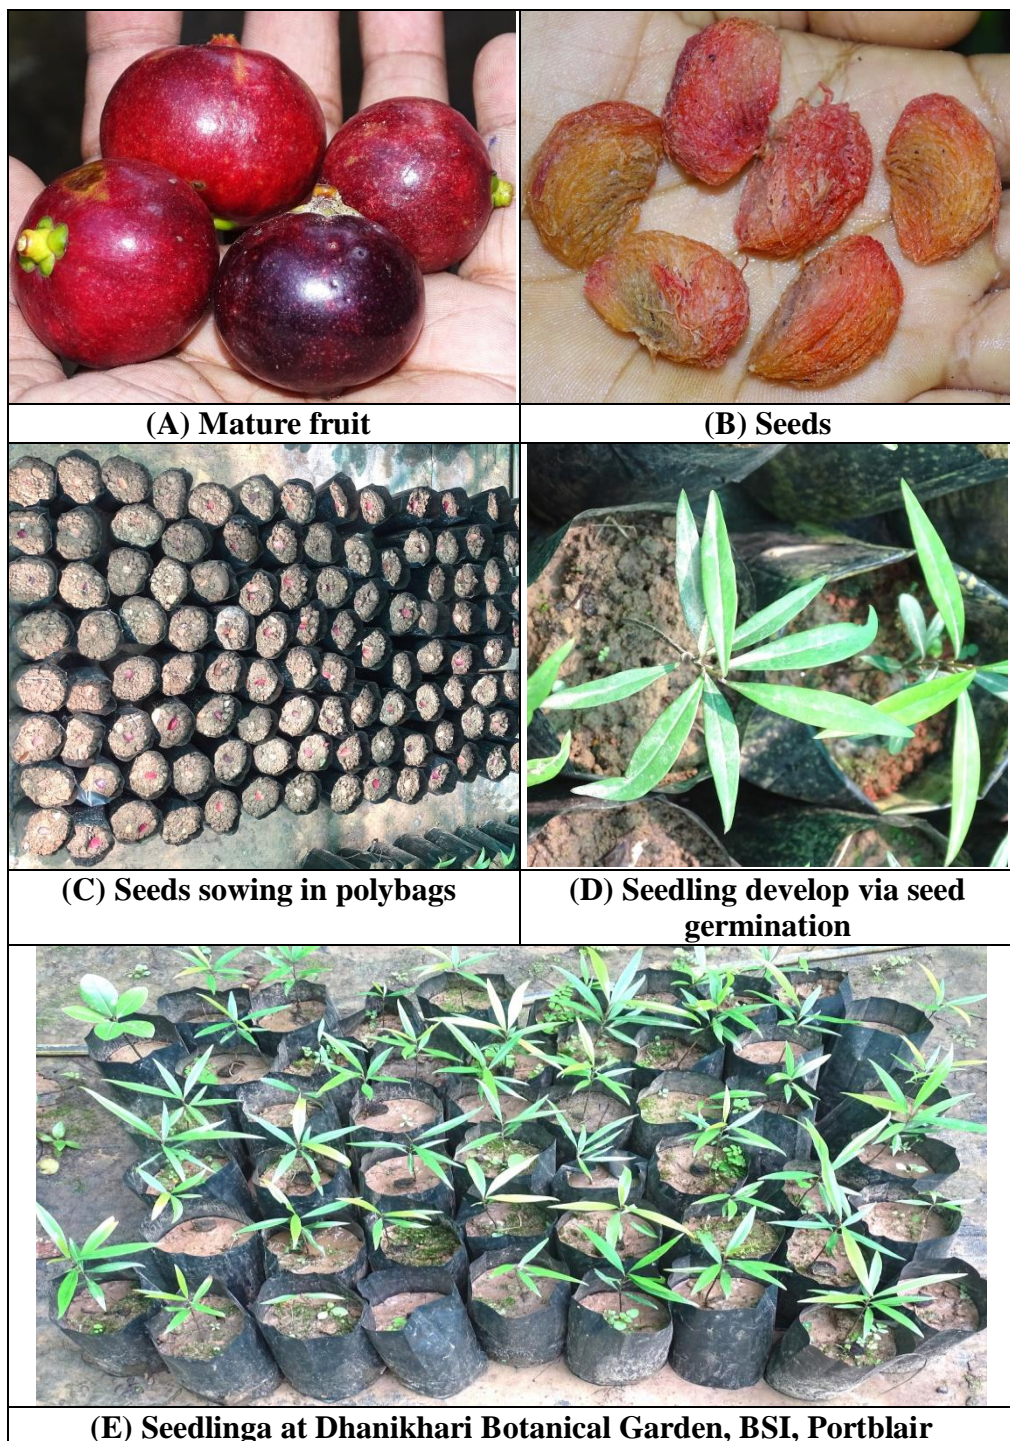 (A) Mature fruit
(B) Seeds
(C) Seeds sowing in polybags
(D) Seedling develop via seed
germination
(E) Seedlinga at Dhanikhari Botanical Garden, BSI, Portblair